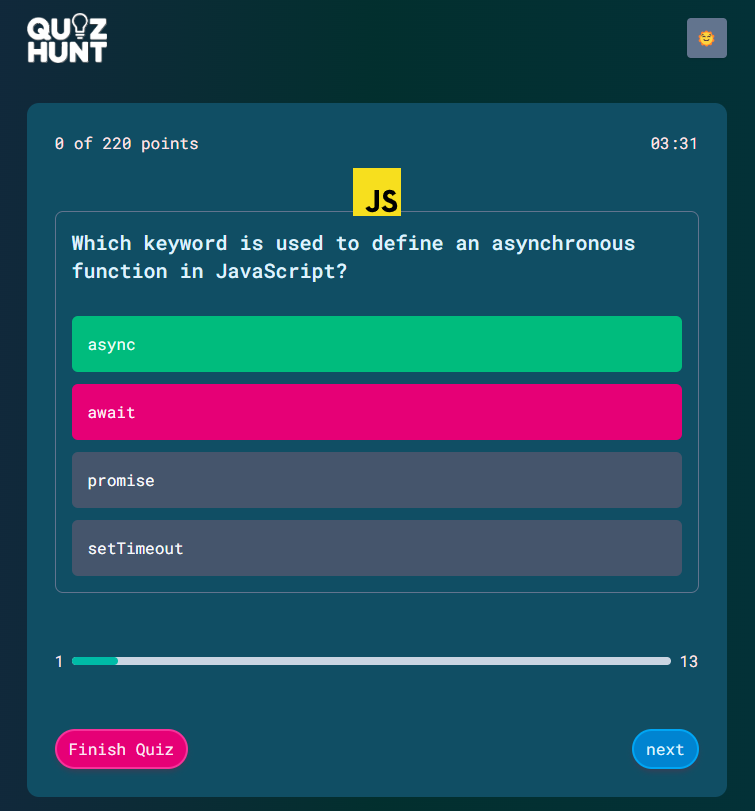 QUIZ
HUNT
0 of 220 points
03:31
JS
Which keyword is used to define an asynchronous
function in JavaScript?
async
await
promise
setTimeout
1
13
Finish Quiz
next